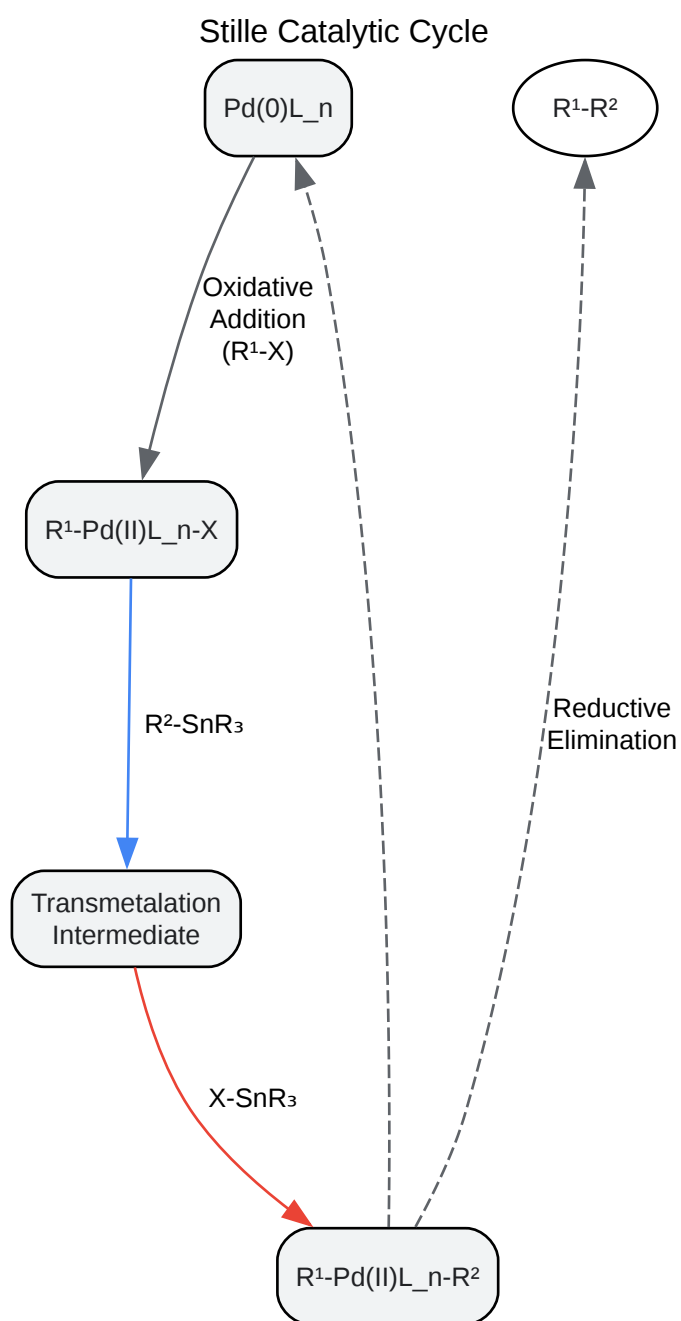 Stille Catalytic Cycle
Pd(0)L_n
R¹-R²
Oxidative
Addition
(R¹-X)
R¹-Pd(II)L_n-X
R²-SnR₃
Reductive
Elimination
Transmetalation
Intermediate
X-SnR₃
R¹-Pd(II)L_n-R²